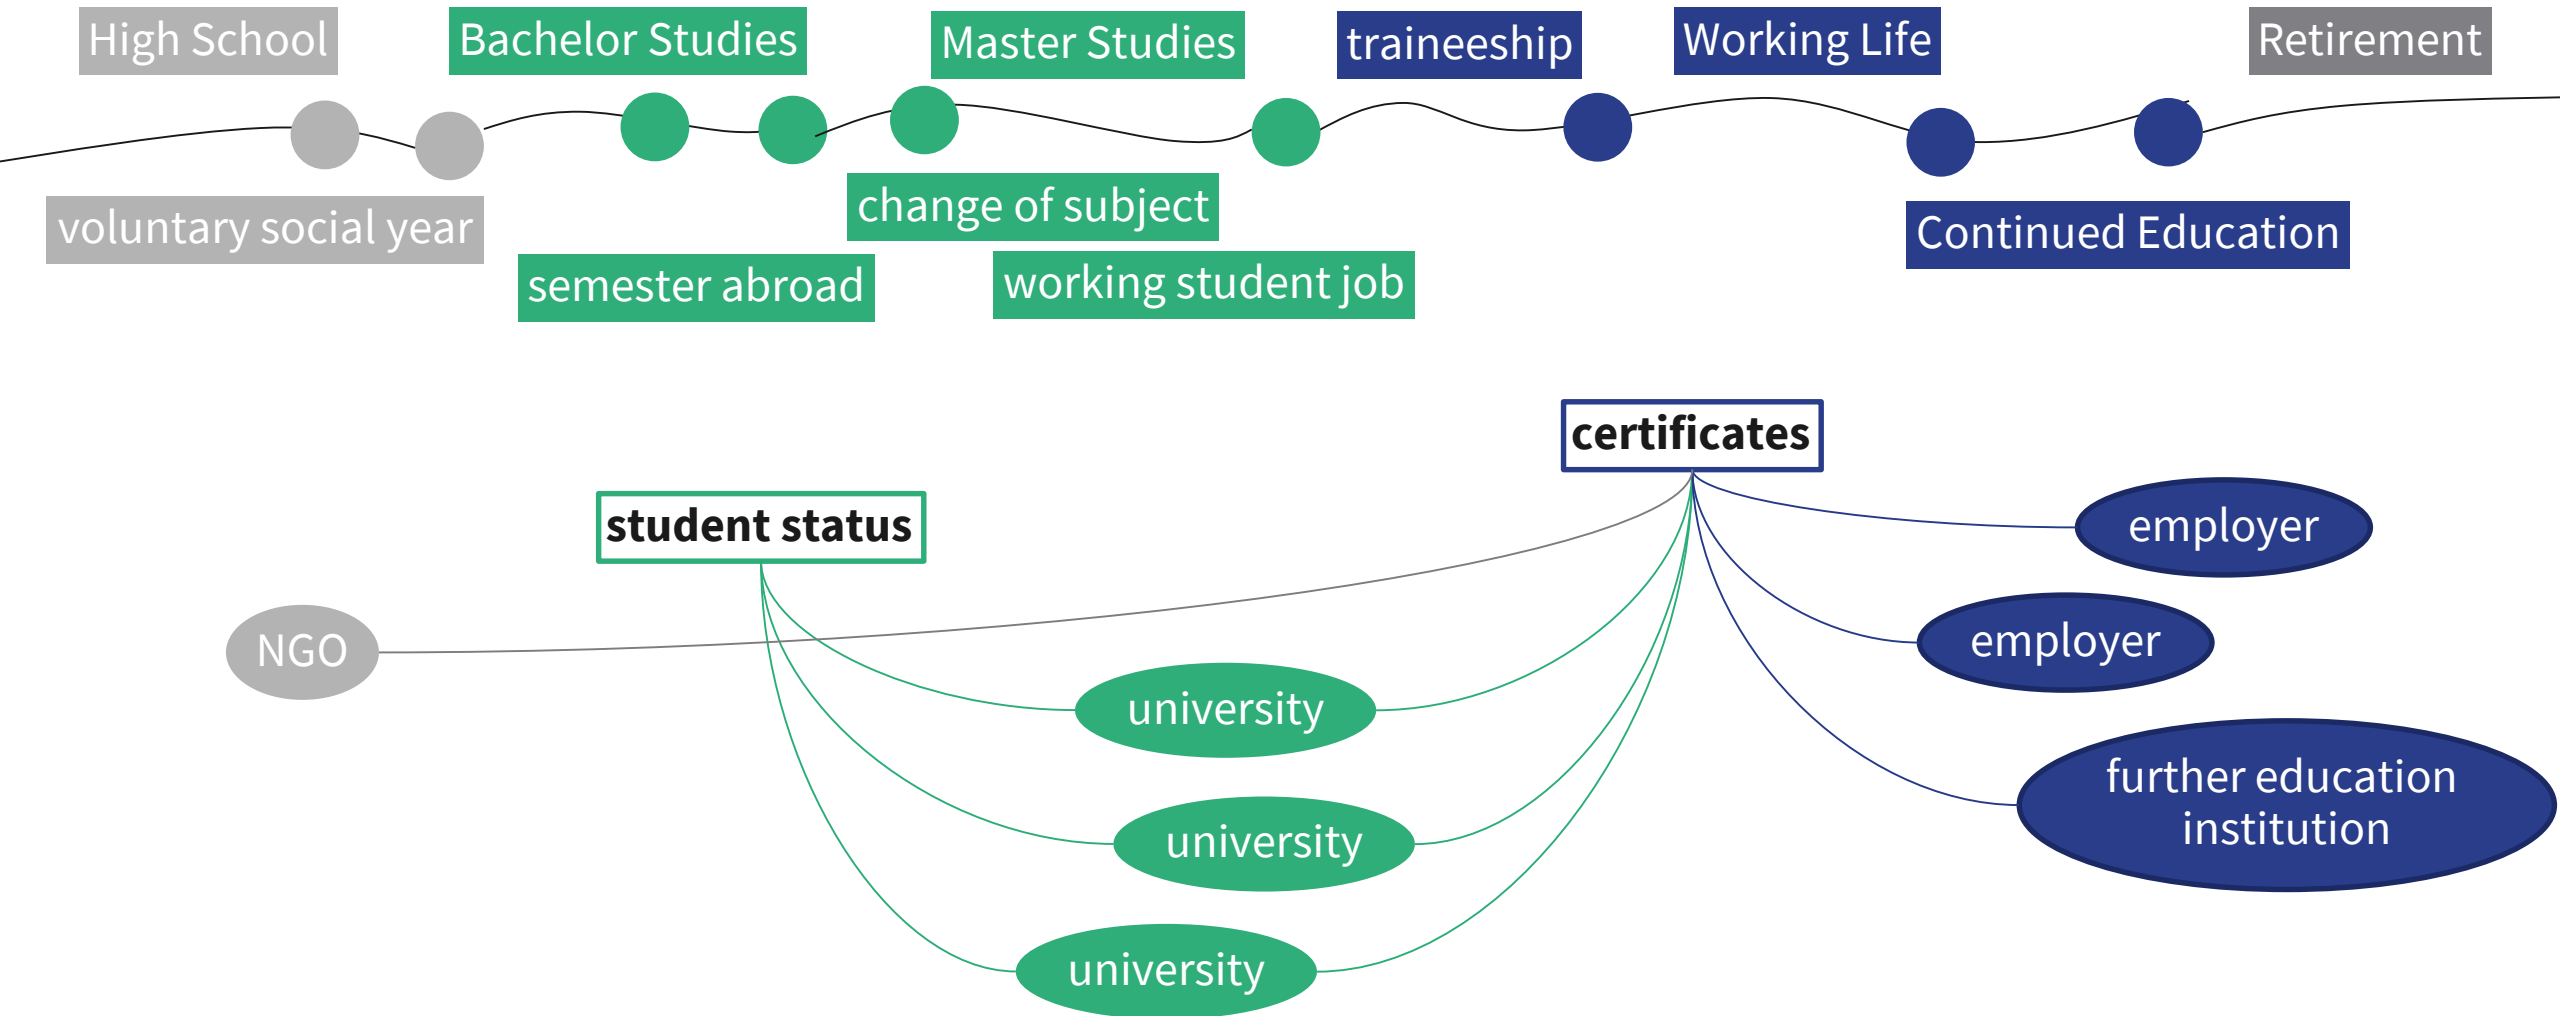 High School
Bachelor Studies
Master Studies
traineeship
Working Life
Retirement
voluntary social year
change of subject
Continued Education
semester abroad
working student job
certificates
student status
employer
NGO
employer
university
further education
institution
university
university